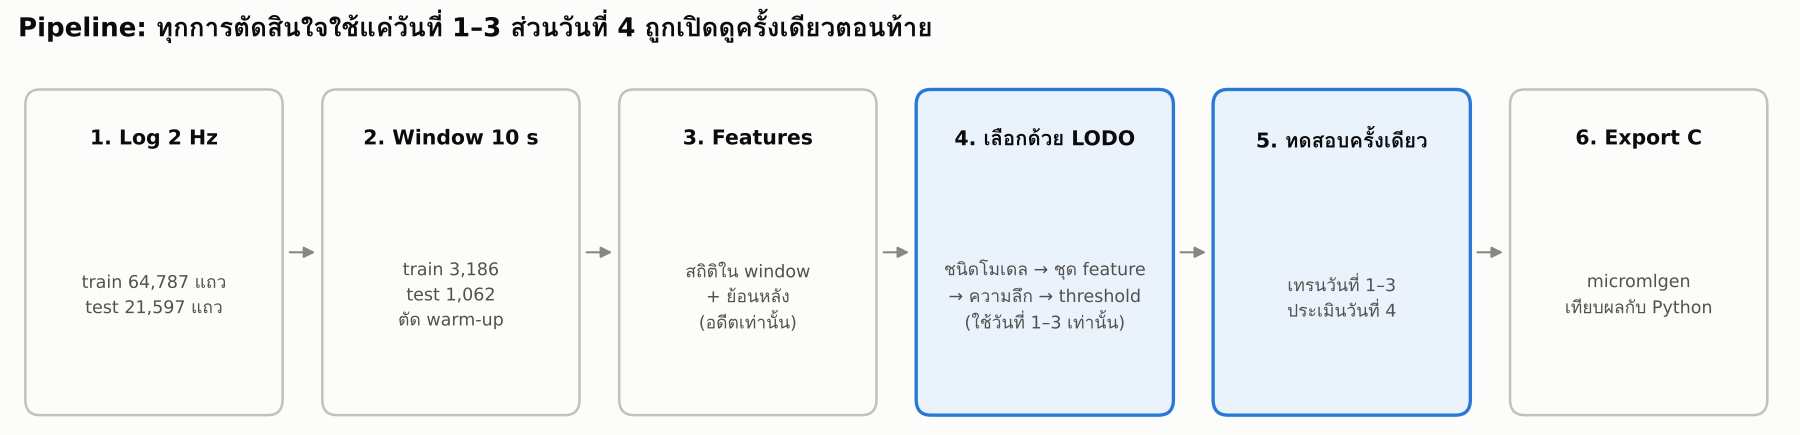 Pipeline: ทุกการตัดสินใจใช้แค่วันที่ 1–3 ส่วนวันที่ 4 ถูกเปิดดูครั้งเดียวตอนท้าย
1. Log 2 Hz
train 64,787 แถว
test 21,597 แถว
2. Window 10 s
train 3,186
test 1,062
ตัด warm-up
3. Features
สถิติใน window
+ ย้อนหลัง
(อดีตเท่านั้น)
4. เลือกด้วย LODO
ชนิดโมเดล → ชุด feature
→ ความลึก → threshold
(ใช้วันที่ 1–3 เท่านั้น)
5. ทดสอบครั้งเดียว
เทรนวันที่ 1–3
ประเมินวันที่ 4
6. Export C
micromlgen
เทียบผลกับ Python